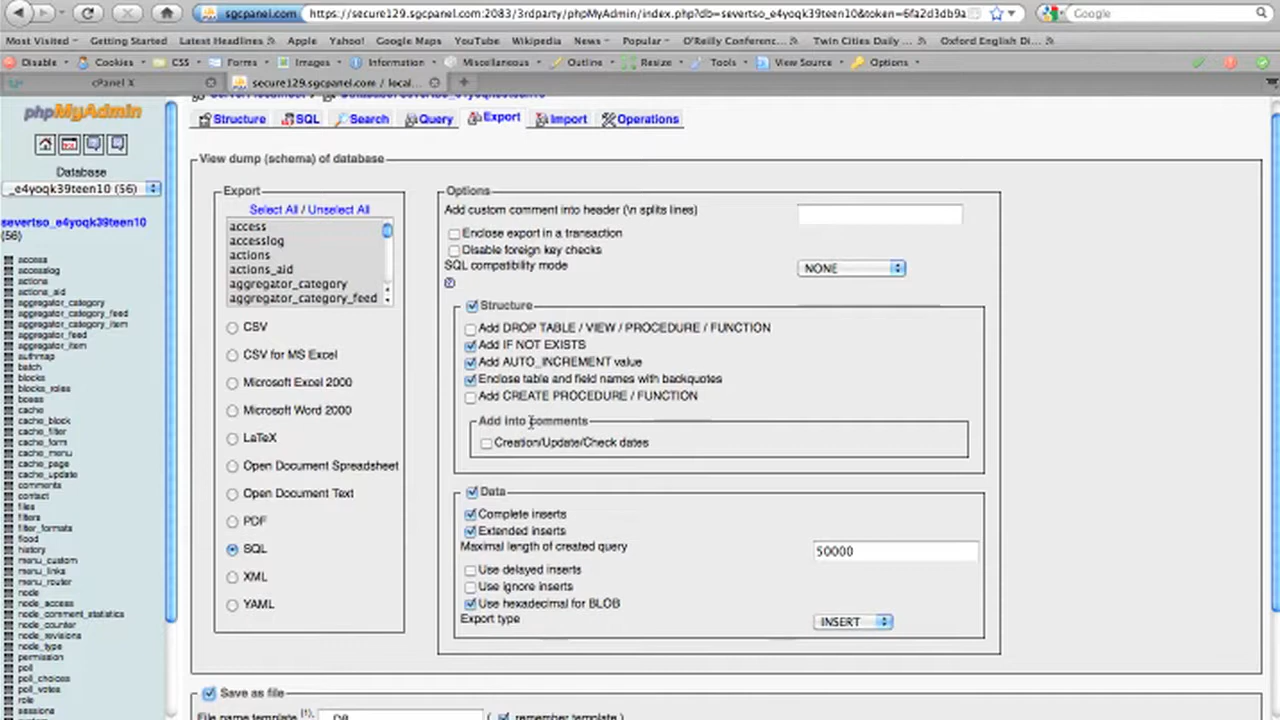 sgcpanel.com https://secure129.sgcpanel.com:2083/3rdparty/phpMyAdmin/index.php?db=severtso_e4yoqk39teen10&token=6fa2d3db9a Google
Most Visited Getting Started Latest Headlines Apple Yahoo! Google Maps YouTube Wikipedia News Popular O'Reilly Conferenc... Twin Cities Daily ... Oxford English Di...
Disable Cookies CSS Forms Images Information Miscellaneous Outline Resize Tools View Source Options
cPanel X secure129.sgcpanel.com / local...
phpMyAdmin
Database
_e4yoqk39teen10 (56)
severtso_e4yoqk39teen10
(56)
access
accesslog
actions
actions_aid
aggregator_category
aggregator_category_feed
aggregator_category_item
aggregator_feed
aggregator_item
authmap
batch
blocks
blocks_roles
boxes
cache
cache_block
cache_filter
cache_form
cache_menu
cache_page
cache_update
comments
contact
files
filters
filter_formats
flood
history
menu_custom
menu_links
menu_router
node
node_access
node_comment_statistics
node_counter
node_revisions
node_type
permission
poll
poll_choices
poll_votes
role
sessions
Structure SQL Search Query Export Import Operations
View dump (schema) of database
Export
Select All / Unselect All
access
accesslog
actions
actions_aid
aggregator_category
aggregator_category_feed
CSV
CSV for MS Excel
Microsoft Excel 2000
Microsoft Word 2000
LaTeX
Open Document Spreadsheet
Open Document Text
PDF
SQL
XML
YAML
Options
Add custom comment into header (\n splits lines)
Enclose export in a transaction
Disable foreign key checks
SQL compatibility mode NONE
Structure
Add DROP TABLE / VIEW / PROCEDURE / FUNCTION
Add IF NOT EXISTS
Add AUTO_INCREMENT value
Enclose table and field names with backquotes
Add CREATE PROCEDURE / FUNCTION
Add into comments
Creation/Update/Check dates
Data
Complete inserts
Extended inserts
Maximal length of created query 50000
Use delayed inserts
Use ignore inserts
Use hexadecimal for BLOB
Export type INSERT
Save as file
File name template [1]: ( remember template )